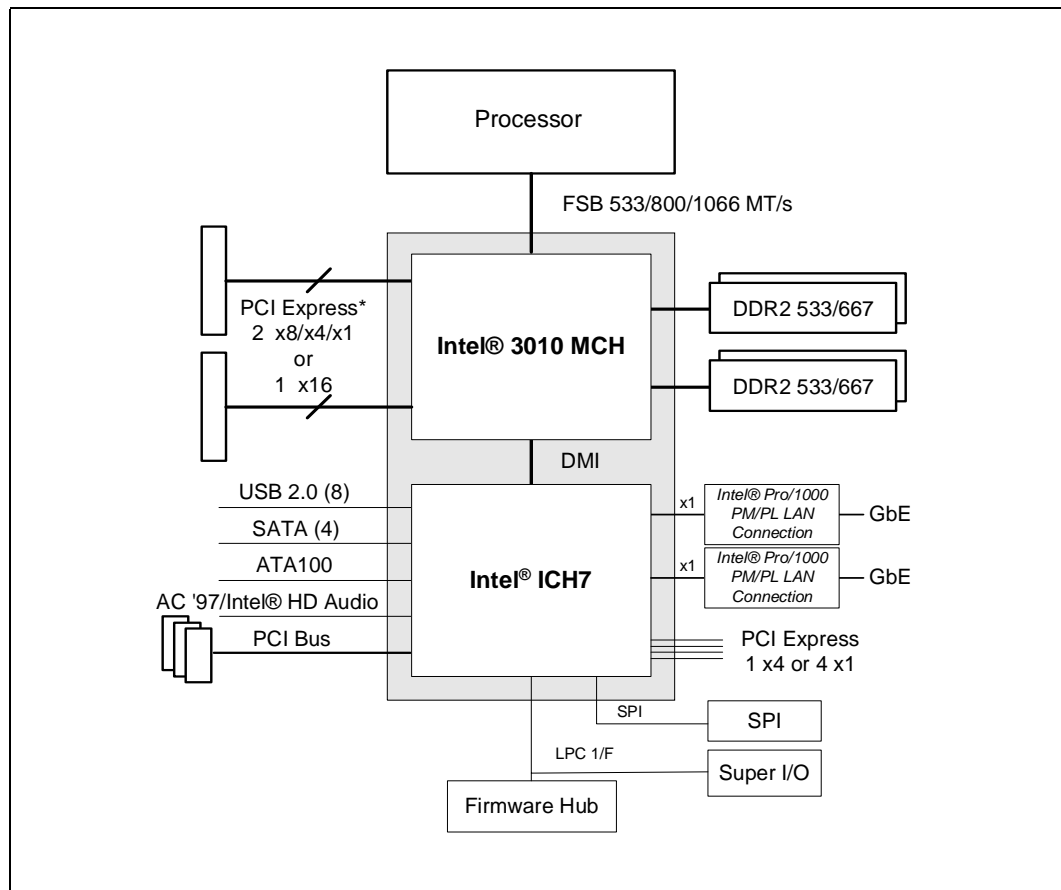 Processor
FSB 533/800/1066 MT/s
PCI Express*
2 x8/x4/x1
or
1 x16
Intel® 3010 MCH
DDR2 533/667
DDR2 533/667
DMI
USB 2.0 (8)
SATA (4)
ATA100
AC '97/Intel® HD Audio
PCI Bus
Intel® ICH7
x1
Intel® Pro/1000
PM/PL LAN
Connection
GbE
x1
Intel® Pro/1000
PM/PL LAN
Connection
GbE
PCI Express
1 x4 or 4 x1
SPI
SPI
LPC 1/F
Super I/O
Firmware Hub